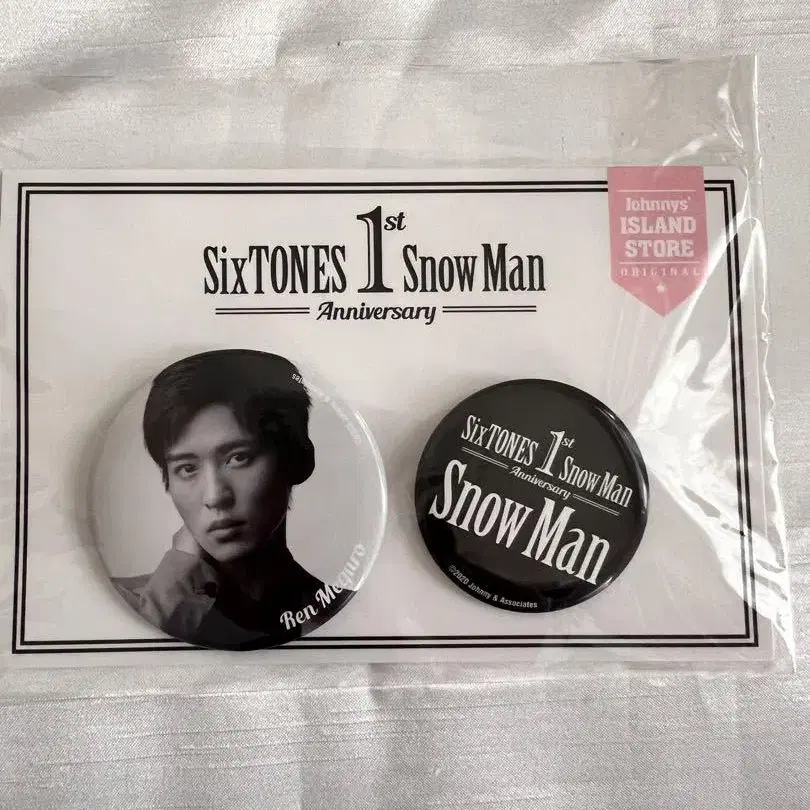 Johnnys'
ISLAND
STORE
ORIGINAL
SixTONES 1st Snow Man
Anniversary
Ren Meguro
SixTONES 1st Snow Man
Anniversary
Snow Man
©2020 Johnny & Associates